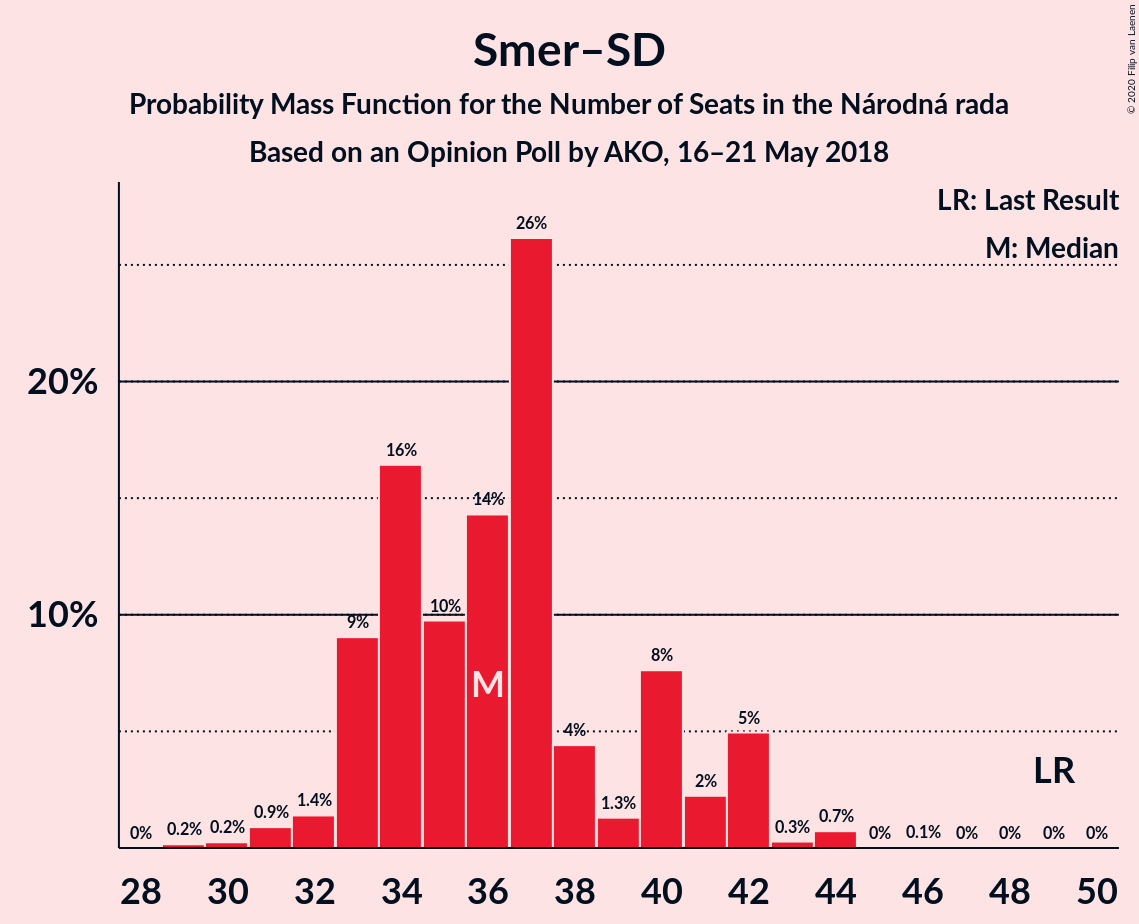 Smer–SD
Probability Mass Function for the Number of Seats in the Národná rada
Based on an Opinion Poll by AKO, 16–21 May 2018
© 2020 Filip van Laenen
LR: Last Result
M: Median
20%
10%
0%
0.2%
0.2%
0.9%
1.4%
9%
16%
10%
14%
26%
4%
1.3%
8%
2%
5%
0.3%
0.7%
0%
0.1%
0%
0%
0%
0%
M
LR
28 30 32 34 36 38 40 42 44 46 48 50